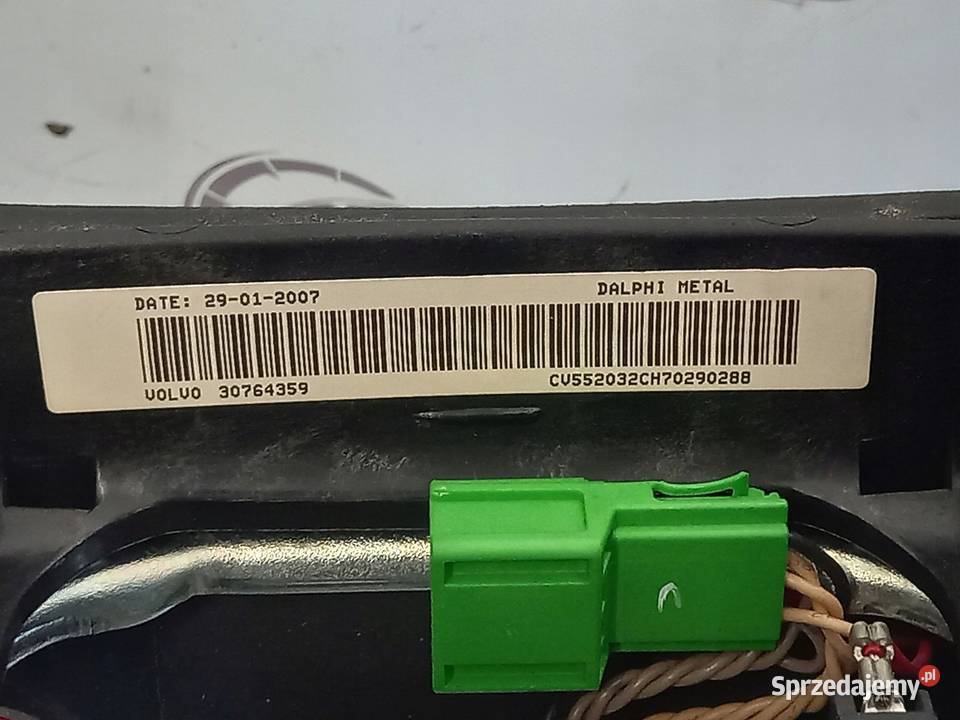 DATE: 29-01-2007
DALPHI METAL
VOLVO 30764359
CV552032CH70290288
Sprzedajemy.pl